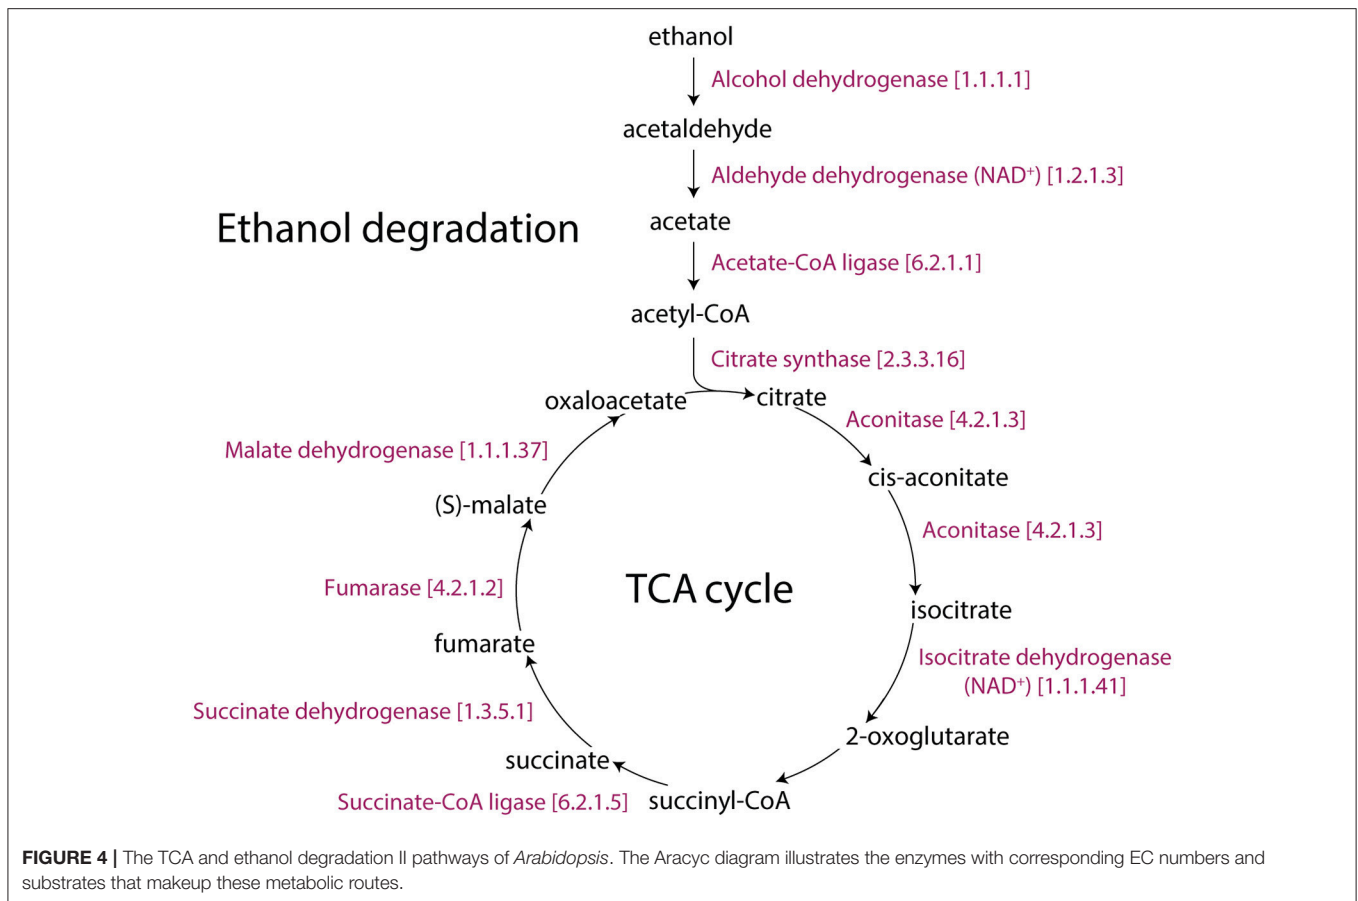 ethanol
Alcohol dehydrogenase [1.1.1.1]
acetaldehyde
Aldehyde dehydrogenase (NAD⁺) [1.2.1.3]
Ethanol degradation
acetate
Acetate-CoA ligase [6.2.1.1]
acetyl-CoA
Citrate synthase [2.3.3.16]
oxaloacetate
citrate
Aconitase [4.2.1.3]
Malate dehydrogenase [1.1.1.37]
cis-aconitate
(S)-malate
Aconitase [4.2.1.3]
Fumarase [4.2.1.2]
TCA cycle
isocitrate
fumarate
Isocitrate dehydrogenase
(NAD⁺) [1.1.1.41]
Succinate dehydrogenase [1.3.5.1]
2-oxoglutarate
succinate
Succinate-CoA ligase [6.2.1.5]
succinyl-CoA
FIGURE 4 | The TCA and ethanol degradation II pathways of Arabidopsis. The Aracyc diagram illustrates the enzymes with corresponding EC numbers and
substrates that makeup these metabolic routes.